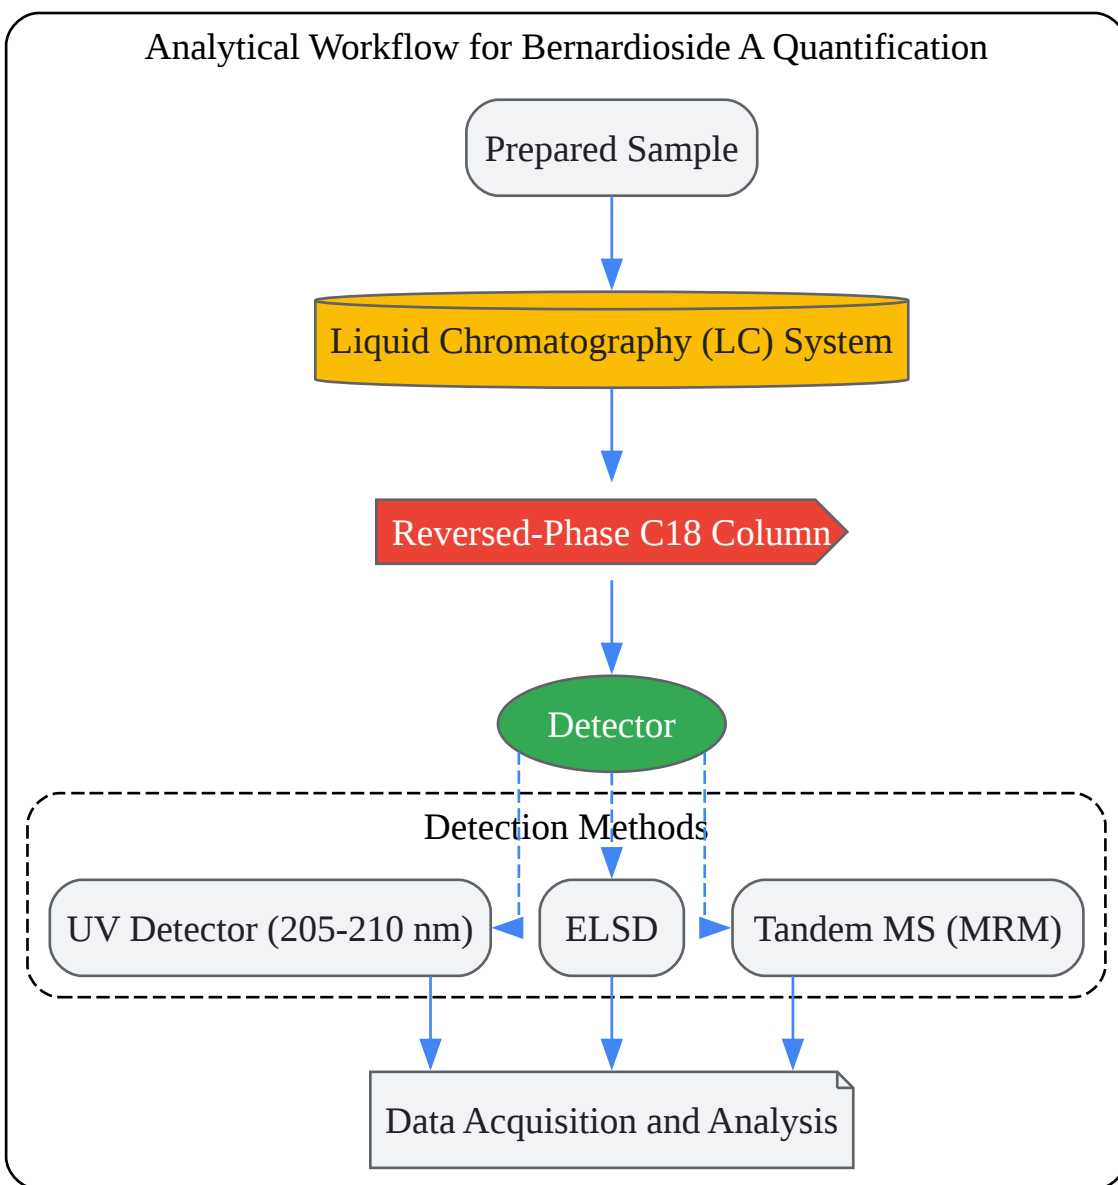 Analytical Workflow for Bernardioside A Quantification
Prepared Sample
Liquid Chromatography (LC) System
Reversed-Phase C18 Column
Detector
Detection Methods
UV Detector (205-210 nm)
ELSD
Tandem MS (MRM)
Data Acquisition and Analysis